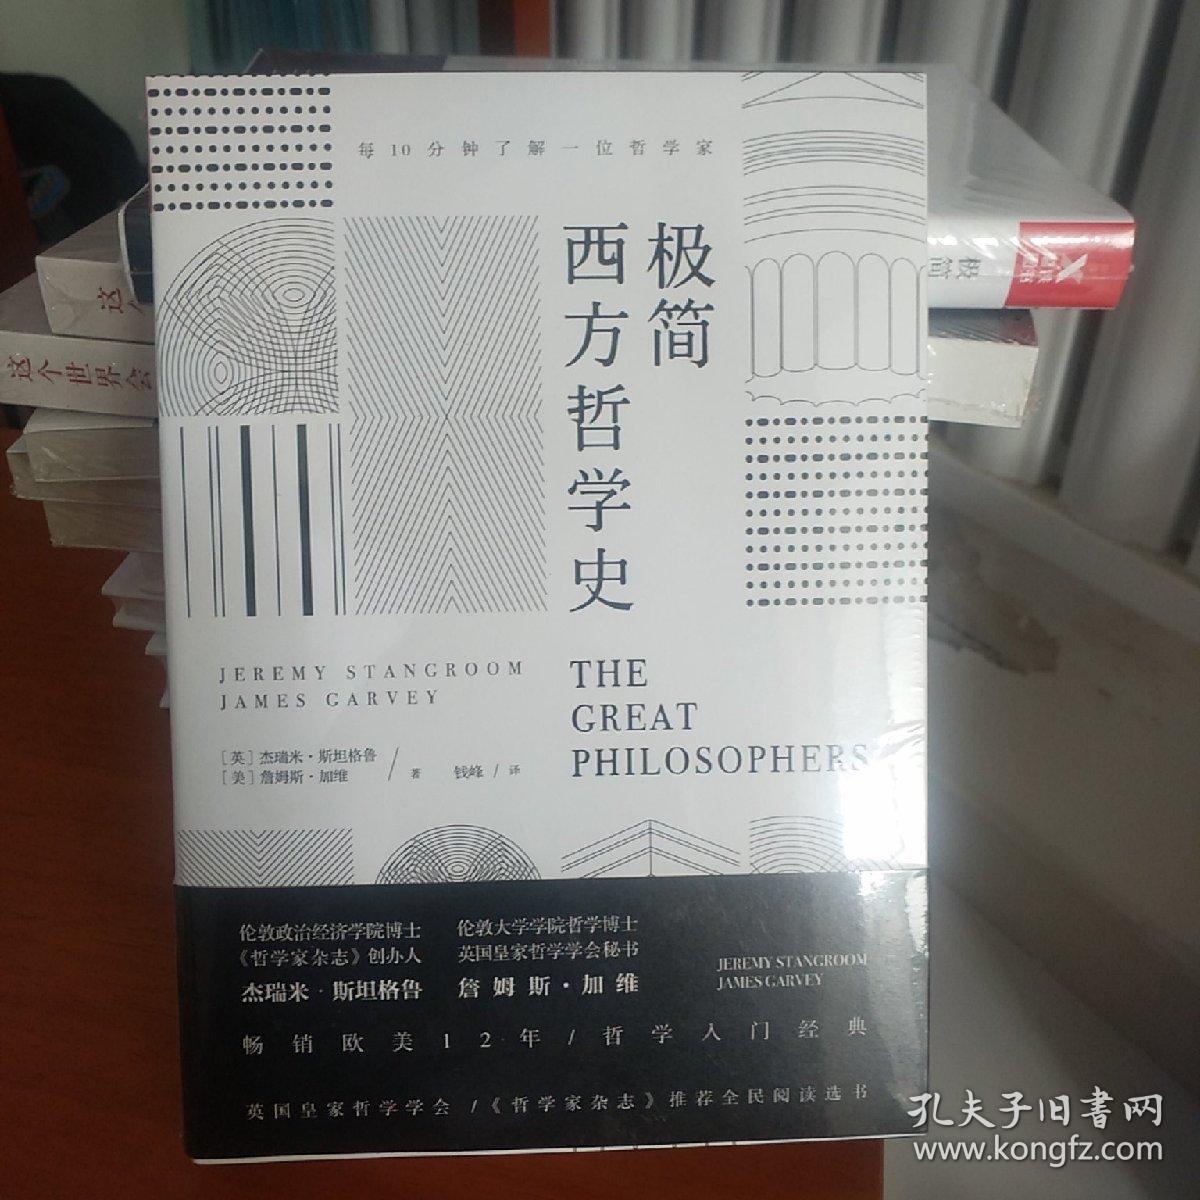 每10分钟了解一位哲学家
极简
西方哲学史
JEREMY STANGROOM
JAMES GARVEY
THE
GREAT
PHILOSOPHERS
[英]杰瑞米·斯坦格鲁
[美]詹姆斯·加维
/著
钱峰/译
伦敦政治经济学院博士
《哲学家杂志》创办人
杰瑞米·斯坦格鲁
伦敦大学学院哲学博士
英国皇家哲学学会秘书
詹姆斯·加维
JEREMY STANGROOM
JAMES GARVEY
畅销欧美12年/哲学入门经典
英国皇家哲学学会/《哲学家杂志》推荐全民阅读选书
这个世界会
这
极简
孔夫子旧书网
www.kongfz.com